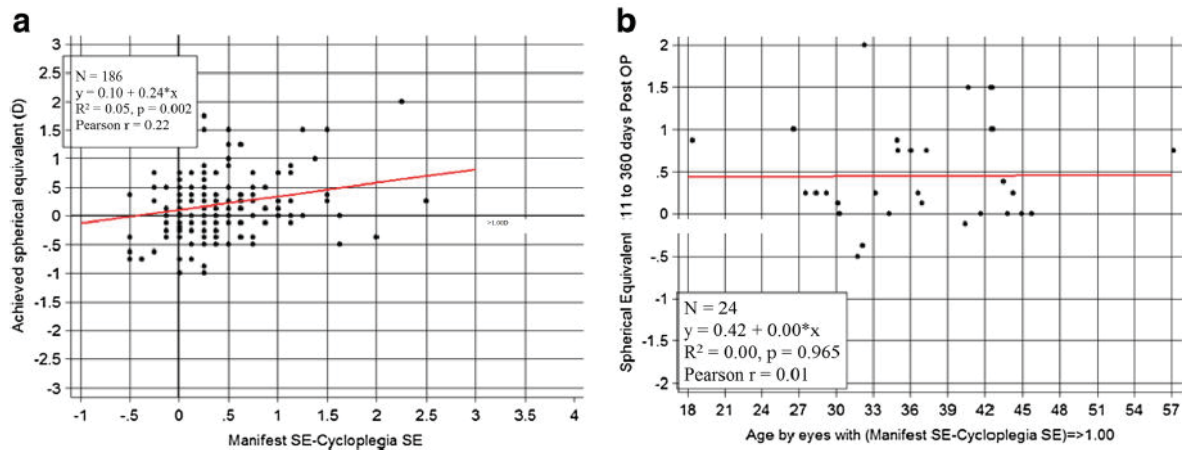 a
3
2.5
2
1.5
1
.5
0
-.5
-1
-1.5
-2
-2.5
-3
Achieved spherical equivalent (D)
N = 186
y = 0.10 + 0.24*x
R² = 0.05, p = 0.002
Pearson r = 0.22
>1.00D
-1 -.5 0 .5 1 1.5 2 2.5 3 3.5 4
Manifest SE-Cycloplegia SE
b
2
1.5
1
.5
0
-.5
-1
-1.5
-2
Spherical Equivalent 11 to 360 days Post OP
N = 24
y = 0.42 + 0.00*x
R² = 0.00, p = 0.965
Pearson r = 0.01
18 21 24 27 30 33 36 39 42 45 48 51 54 57
Age by eyes with (Manifest SE-Cycloplegia SE)=>1.00